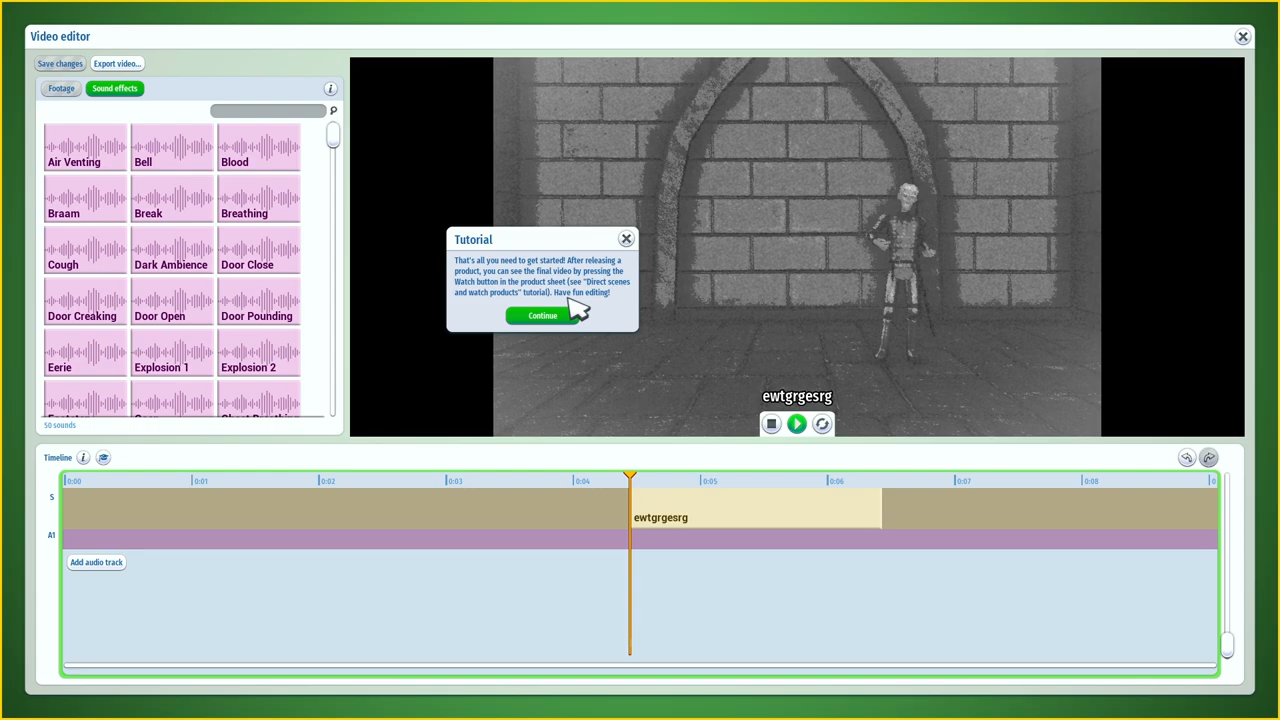 Video editor
Save changes
Export video...
Footage
Sound effects
Air Venting
Bell
Blood
Braam
Break
Breathing
Cough
Dark Ambience
Door Close
Door Creaking
Door Open
Door Pounding
Eerie
Explosion 1
Explosion 2
50 sounds
Tutorial
That's all you need to get started! After releasing a
product, you can see the final video by pressing the
Watch button in the product sheet (see "Direct scenes
and watch products" tutorial). Have fun editing!
Continue
ewtgrgesrg
Timeline
0:00
0:01
0:02
0:03
0:04
0:05
0:06
0:07
0:08
S
ewtgrgesrg
A1
Add audio track